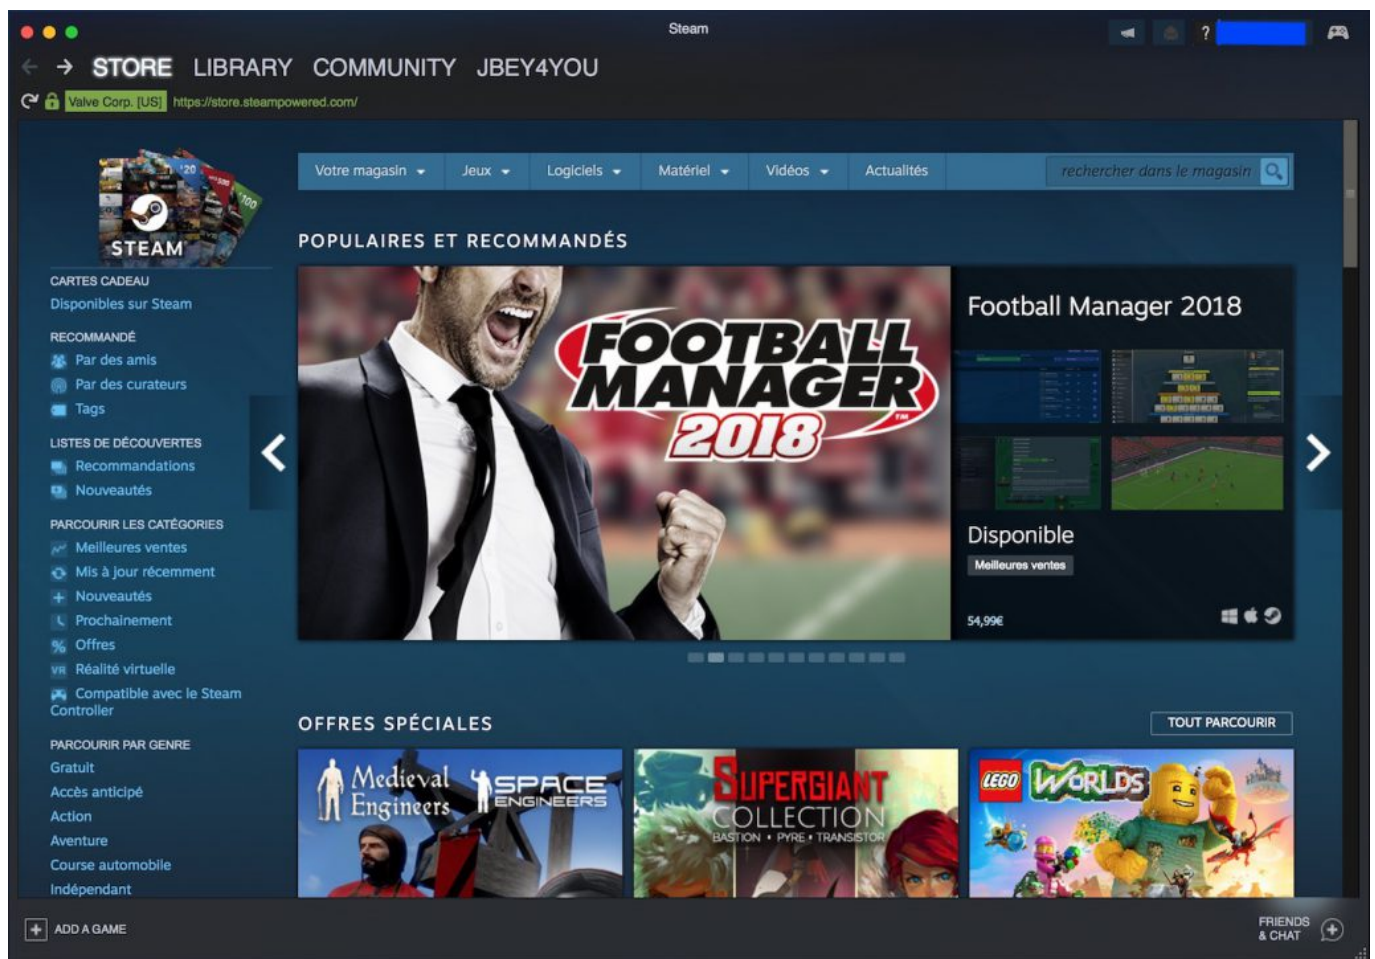 Steam
?
STORE LIBRARY COMMUNITY JBEY4YOU
Valve Corp. [US] https://store.steampowered.com/
STEAM
CARTES CADEAU
Disponibles sur Steam
RECOMMANDÉ
Par des amis
Par des curateurs
Tags
LISTES DE DÉCOUVERTES
Recommandations
Nouveautés
PARCOURIR LES CATÉGORIES
Meilleures ventes
Mis à jour récemment
Nouveautés
Prochainement
% Offres
VR Réalité virtuelle
Compatible avec le Steam
Controller
PARCOURIR PAR GENRE
Gratuit
Accès anticipé
Action
Aventure
Course automobile
Indépendant
Votre magasin Jeux Logiciels Matériel Vidéos Actualités rechercher dans le magasin
POPULAIRES ET RECOMMANDÉS
FOOTBALL
MANAGER
2018
Football Manager 2018
Disponible
Meilleures ventes
54,99€
OFFRES SPÉCIALES
TOUT PARCOURIR
Medieval
Engineers
SPACE
ENGINEERS
SUPERGIANT
COLLECTION
BASTION • PYRE • TRANSISTOR
LEGO WORLDS
ADD A GAME
FRIENDS
& CHAT